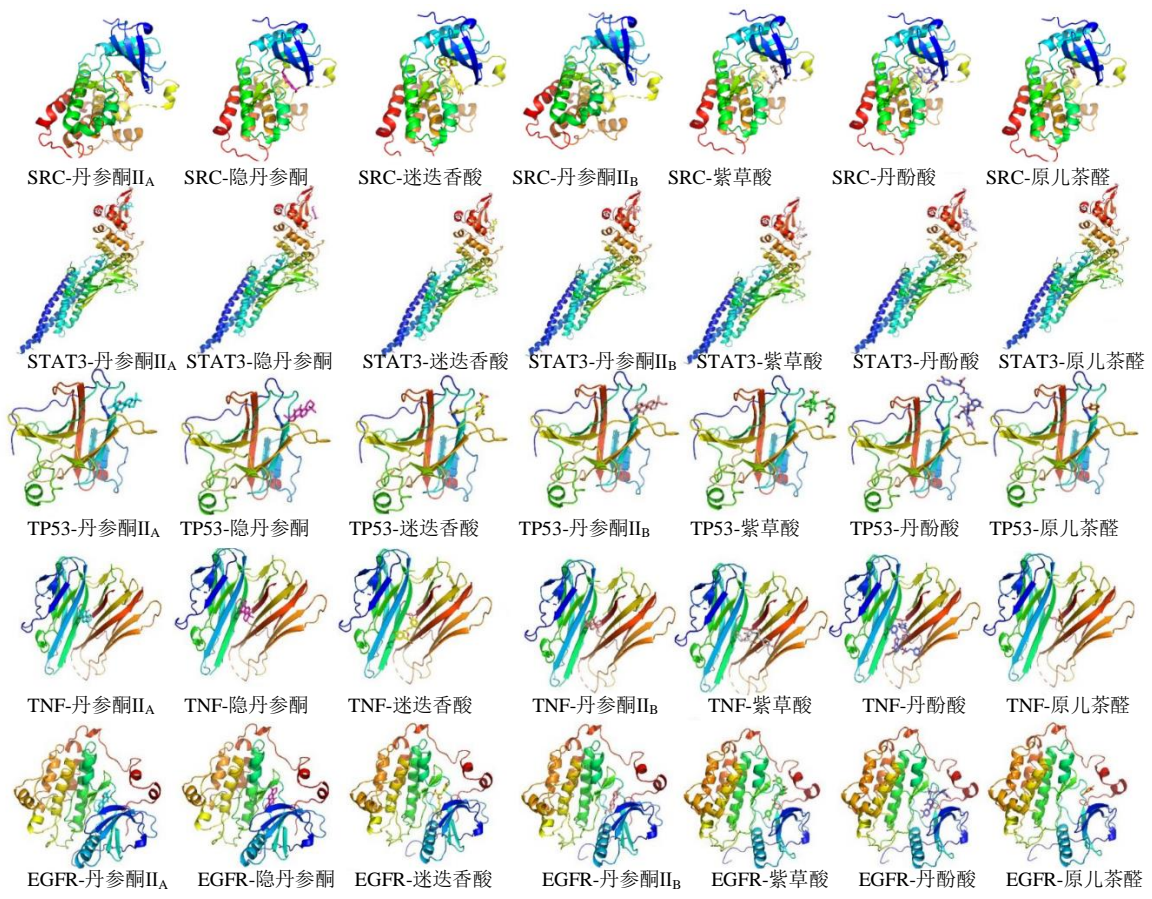 SRC-丹参酮IIA SRC-隐丹参酮 SRC-迷迭香酸 SRC-丹参酮IIB SRC-紫草酸 SRC-丹酚酸 SRC-原儿茶醛
STAT3-丹参酮IIA STAT3-隐丹参酮 STAT3-迷迭香酸 STAT3-丹参酮IIB STAT3-紫草酸 STAT3-丹酚酸 STAT3-原儿茶醛
TP53-丹参酮IIA TP53-隐丹参酮 TP53-迷迭香酸 TP53-丹参酮IIB TP53-紫草酸 TP53-丹酚酸 TP53-原儿茶醛
TNF-丹参酮IIA TNF-隐丹参酮 TNF-迷迭香酸 TNF-丹参酮IIB TNF-紫草酸 TNF-丹酚酸 TNF-原儿茶醛
EGFR-丹参酮IIA EGFR-隐丹参酮 EGFR-迷迭香酸 EGFR-丹参酮IIB EGFR-紫草酸 EGFR-丹酚酸 EGFR-原儿茶醛